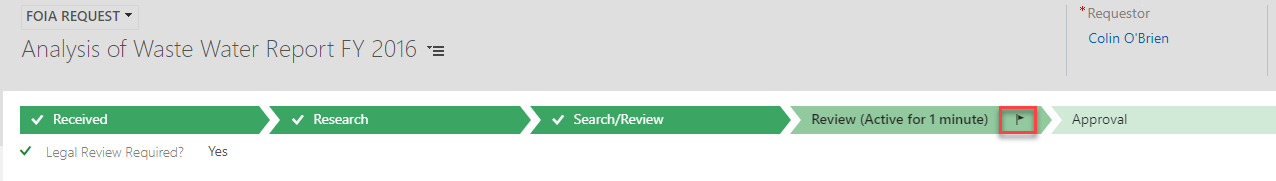 FOIA REQUEST
Analysis of Waste Water Report FY 2016
*Requestor
Colin O'Brien
Received
Research
Search/Review
Review (Active for 1 minute)
Approval
Legal Review Required? Yes